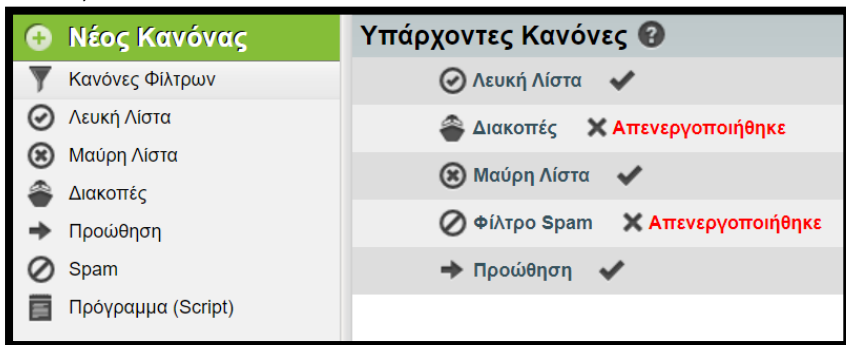 Νέος Κανόνας
Κανόνες Φίλτρων
Λευκή Λίστα
Μαύρη Λίστα
Διακοπές
Προώθηση
Spam
Πρόγραμμα (Script)
Υπάρχοντες Κανόνες ?
Λευκή Λίστα
Διακοπές Απενεργοποιήθηκε
Μαύρη Λίστα
Φίλτρο Spam Απενεργοποιήθηκε
Προώθηση